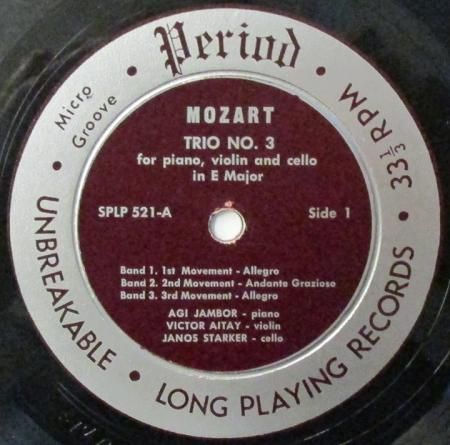 Period
Micro
Groove
33⅓ RPM
UNBREAKABLE • LONG PLAYING RECORDS
MOZART
TRIO NO. 3
for piano, violin and cello
in E Major
SPLP 521-A
Side 1
Band 1. 1st Movement - Allegro
Band 2. 2nd Movement - Andante Grazioso
Band 3. 3rd Movement - Allegro
AGI JAMBOR - piano
VICTOR AITAY - violin
JANOS STARKER - cello